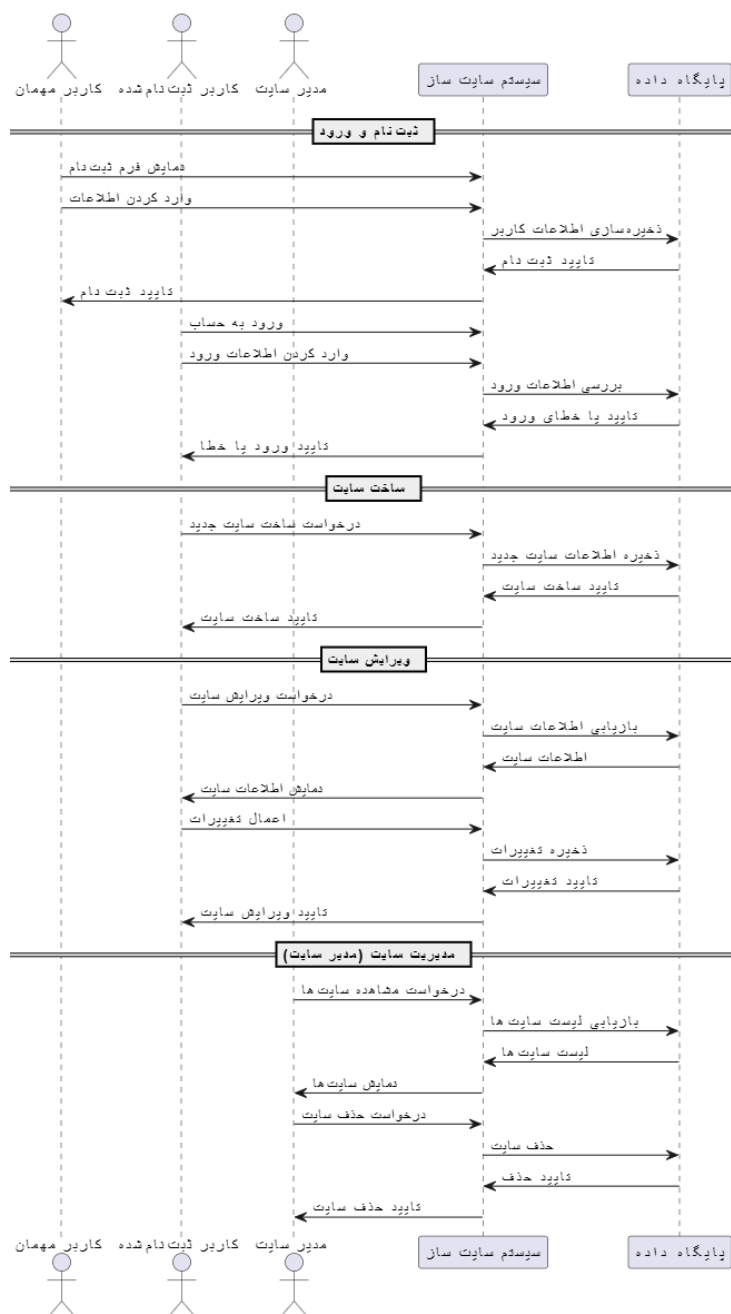 کاربر مهمان
کاربر ثبت‌نام‌شده
مدیر سایت
سیستم سایت ساز
پایگاه داده
ثبت‌نام و ورود
نمایش فرم ثبت‌نام
وارد کردن اطلاعات
ذخیره‌سازی اطلاعات کاربر
تایید ثبت نام
تایید ثبت نام
ورود به حساب
وارد کردن اطلاعات ورود
بررسی اطلاعات ورود
تایید یا خطای ورود
تایید ورود یا خطا
ساخت سایت
درخواست ساخت سایت جدید
ذخیره اطلاعات سایت جدید
تایید ساخت سایت
تایید ساخت سایت
ویرایش سایت
درخواست ویرایش سایت
بازیابی اطلاعات سایت
اطلاعات سایت
نمایش اطلاعات سایت
اعمال تغییرات
ذخیره تغییرات
تایید تغییرات
تایید ویرایش سایت
مدیریت سایت (مدیر سایت)
درخواست مشاهده سایت‌ها
بازیابی لیست سایت‌ها
لیست سایت‌ها
نمایش سایت‌ها
درخواست حذف سایت
حذف سایت
تایید حذف
تایید حذف سایت
کاربر مهمان
کاربر ثبت‌نام‌شده
مدیر سایت
سیستم سایت ساز
پایگاه داده